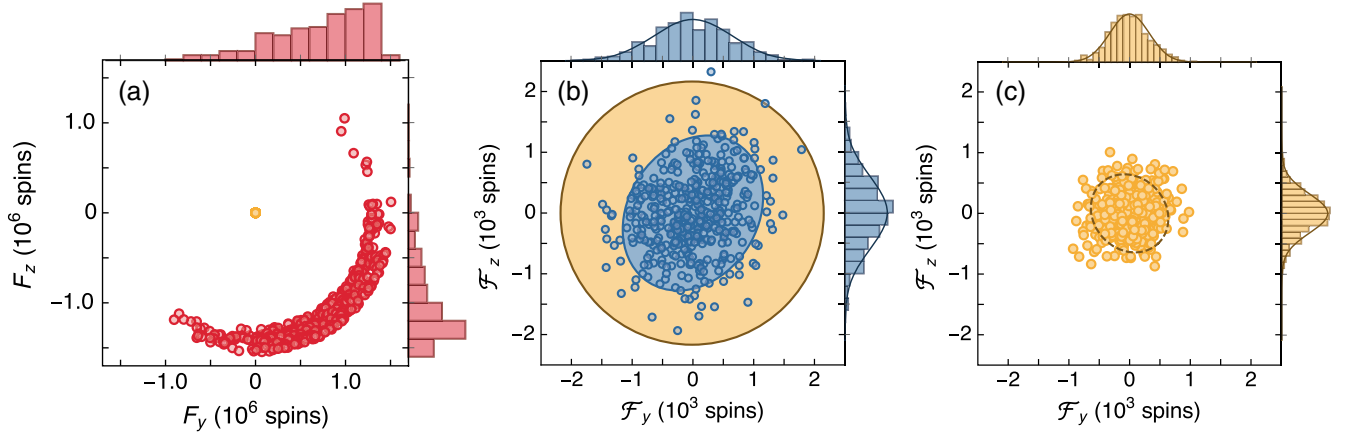 (a)
1.0
0
−1.0
F_z (10^6 spins)
−1.0 0 1.0
F_y (10^6 spins)
(b)
2
1
0
−1
−2
ℱ_z (10^3 spins)
−2 −1 0 1 2
ℱ_y (10^3 spins)
(c)
2
1
0
−1
−2
ℱ_z (10^3 spins)
−2 −1 0 1 2
ℱ_y (10^3 spins)